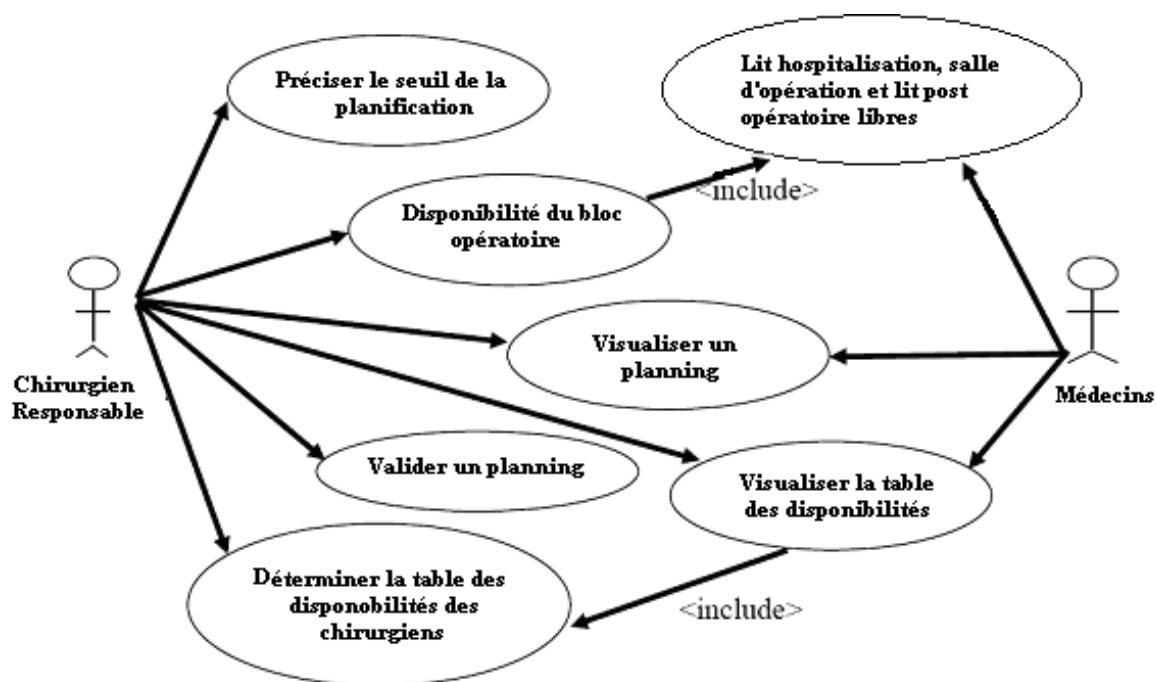 Préciser le seuil de la
planification
Lit hospitalisation, salle
d'opération et lit post
opératoire libres
<include>
Disponibilité du bloc
opératoire
Chirurgien
Responsable
Visualiser un
planning
Médecins
Valider un planning
Visualiser la table
des disponibilités
Déterminer la table des
disponobilités des
chirurgiens
<include>